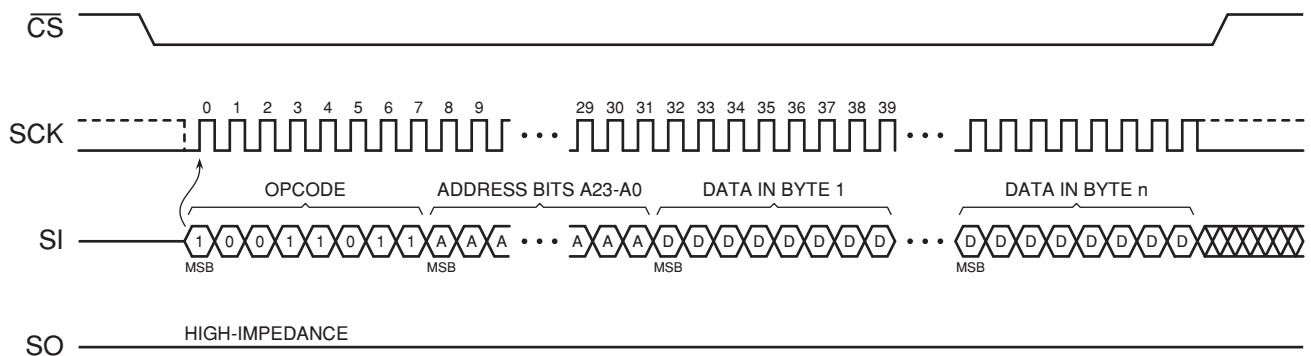 CS
0 1 2 3 4 5 6 7 8 9 29 30 31 32 33 34 35 36 37 38 39
SCK
OPCODE ADDRESS BITS A23-A0 DATA IN BYTE 1 DATA IN BYTE n
SI 1 0 0 1 1 0 1 1 A A A A A A D D D D D D D D D D D D D D D D
MSB MSB MSB MSB
HIGH-IMPEDANCE
SO